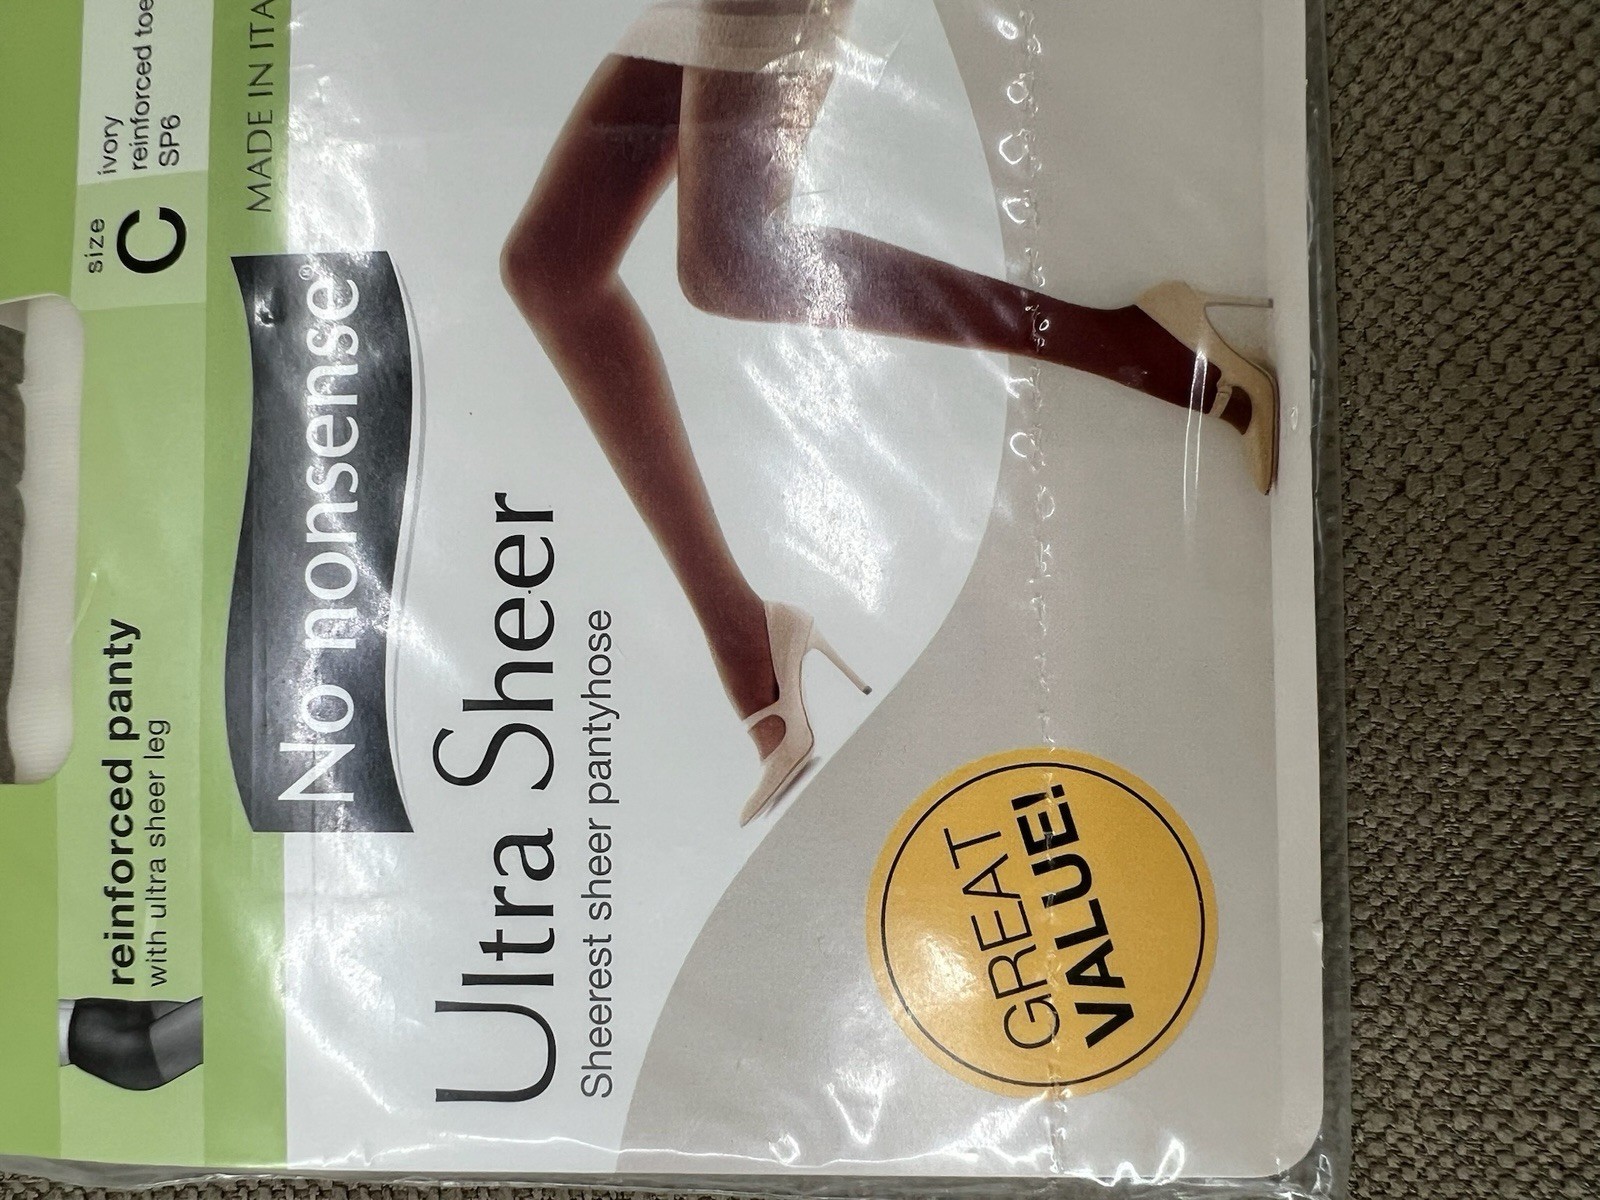 reinforced panty
with ultra sheer leg
size
C
ivory
reinforced toe
SP6
MADE IN
No nonsense®
Ultra Sheer
Sheerest sheer pantyhose
GREAT
VALUE!